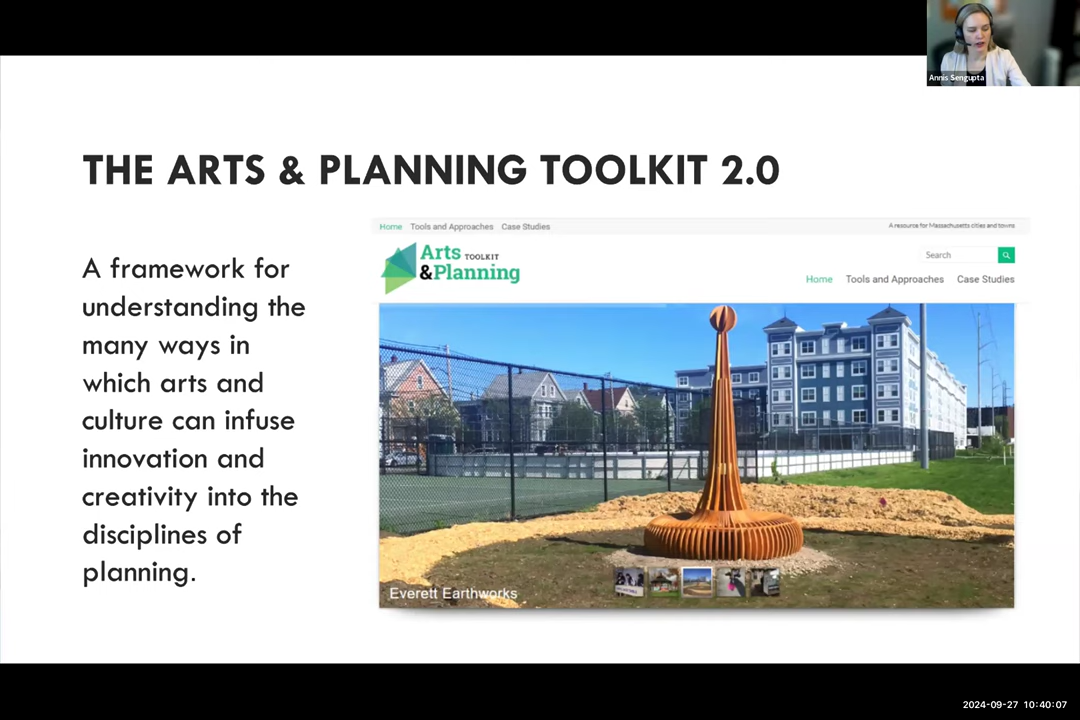 Annis Sengupta
THE ARTS & PLANNING TOOLKIT 2.0
A framework for
understanding the
many ways in
which arts and
culture can infuse
innovation and
creativity into the
disciplines of
planning.
Home Tools and Approaches Case Studies
A resource for Massachusetts cities and towns
Arts TOOLKIT
&Planning
Search
Home Tools and Approaches Case Studies
Everett Earthworks
2024-09-27 10:40:07